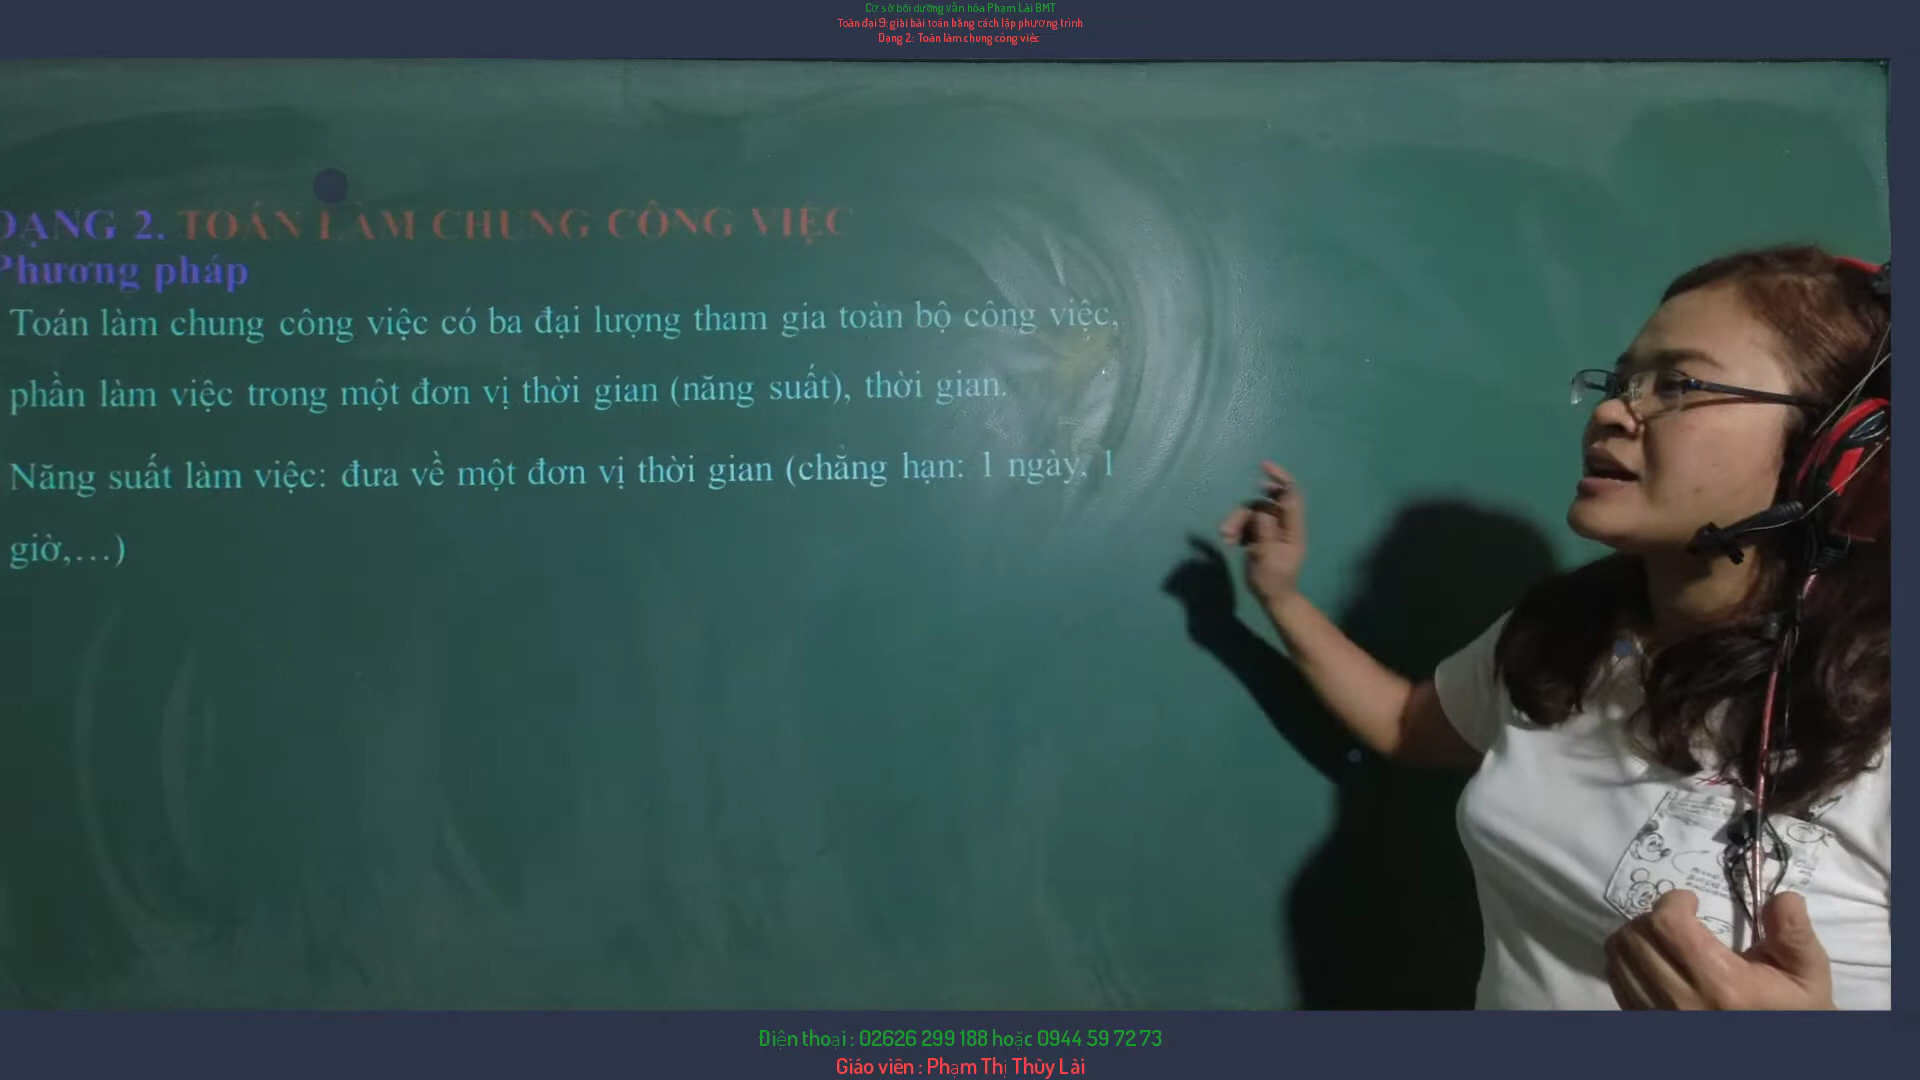 Cơ sở bồi dưỡng văn hóa Phạm Lài BMT
Toán đại 9: giải bài toán bằng cách lập phương trình
Dạng 2: Toán làm chung công việc
DẠNG 2. TOÁN LÀM CHUNG CÔNG VIỆC
Phương pháp
Toán làm chung công việc có ba đại lượng tham gia toàn bộ công việc,
phần làm việc trong một đơn vị thời gian (năng suất), thời gian.
Năng suất làm việc: đưa về một đơn vị thời gian (chẳng hạn: 1 ngày, 1
giờ,…)
Điện thoại : 02626 299 188 hoặc 0944 59 72 73
Giáo viên : Phạm Thị Thùy Lài